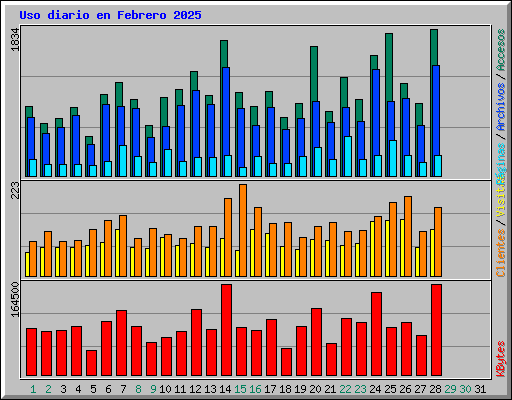 Uso diario en Febrero 2025
1834
223
164500
Accesos / Archivos / Páginas
Clientes / Visitas
KBytes
1 2 3 4 5 6 7 8 9 10 11 12 13 14 15 16 17 18 19 20 21 22 23 24 25 26 27 28 29 30 31